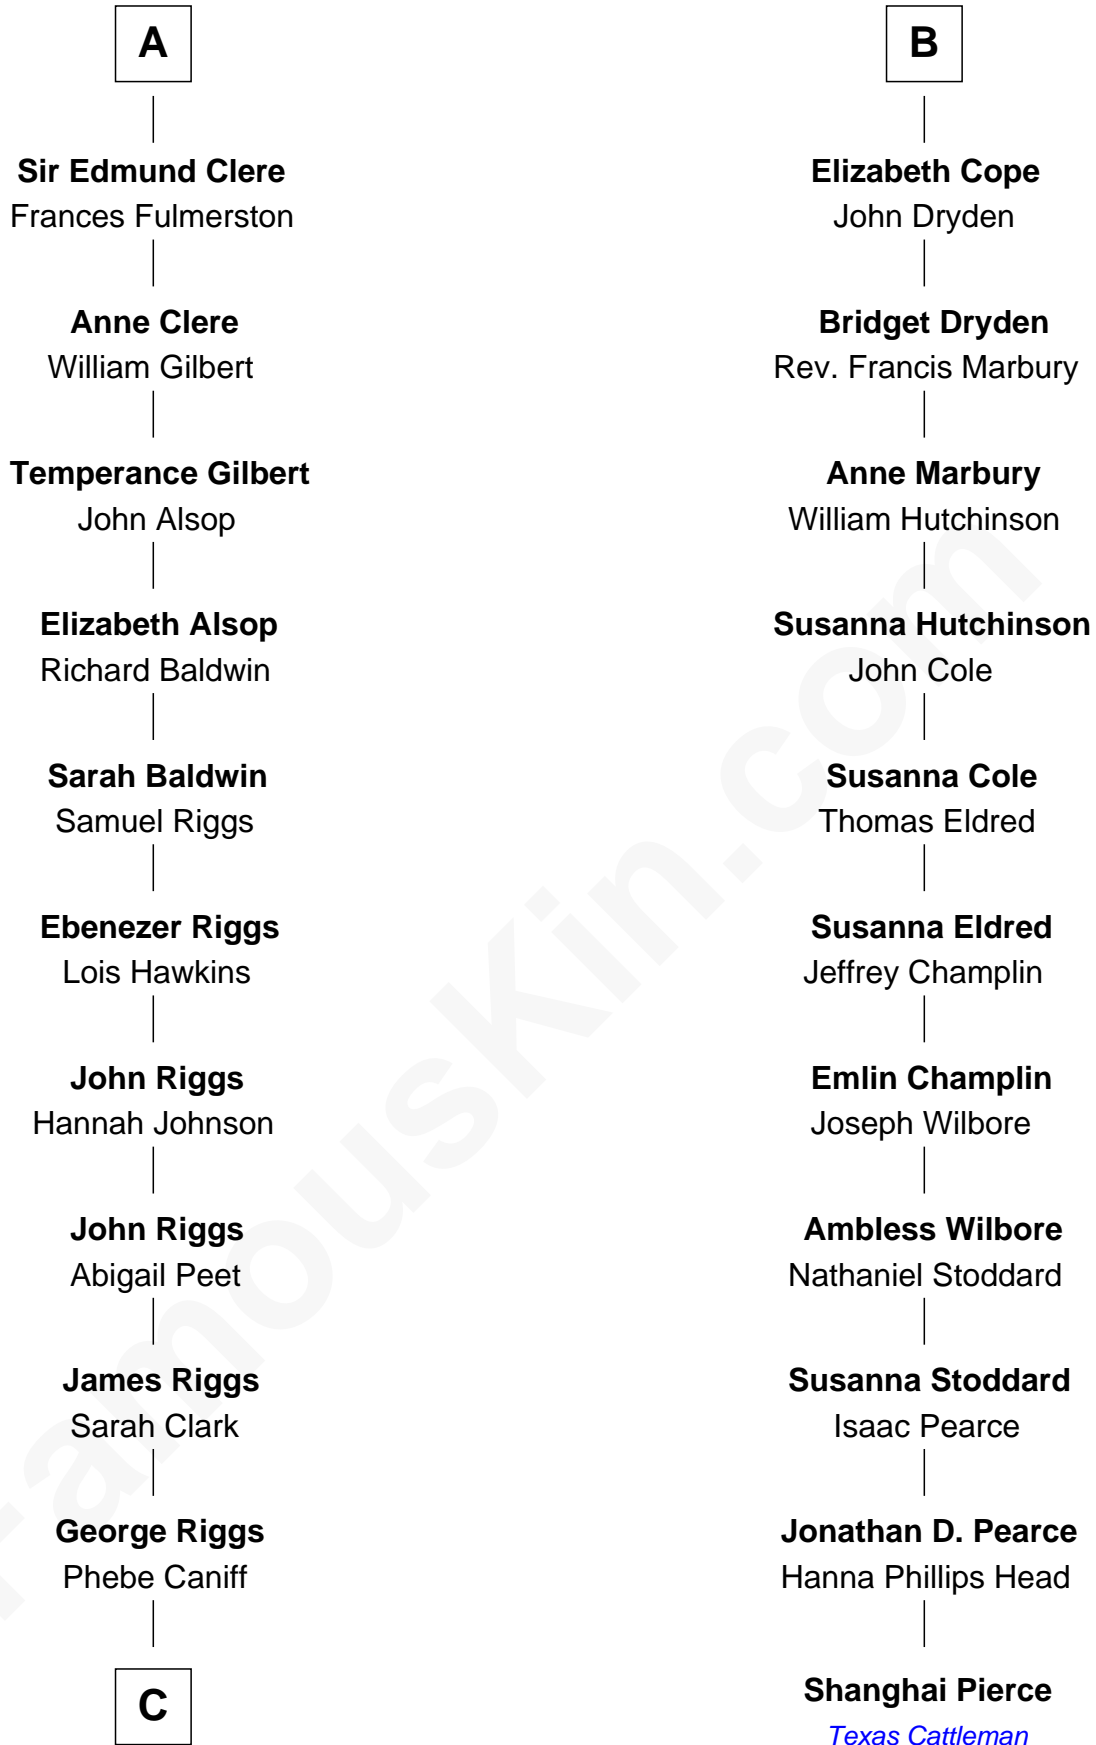 A
Sir Edmund Clere
Frances Fulmerston
Anne Clere
William Gilbert
Temperance Gilbert
John Alsop
Elizabeth Alsop
Richard Baldwin
Sarah Baldwin
Samuel Riggs
Ebenezer Riggs
Lois Hawkins
John Riggs
Hannah Johnson
John Riggs
Abigail Peet
James Riggs
Sarah Clark
George Riggs
Phebe Caniff
C
B
Elizabeth Cope
John Dryden
Bridget Dryden
Rev. Francis Marbury
Anne Marbury
William Hutchinson
Susanna Hutchinson
John Cole
Susanna Cole
Thomas Eldred
Susanna Eldred
Jeffrey Champlin
Emlin Champlin
Joseph Wilbore
Ambless Wilbore
Nathaniel Stoddard
Susanna Stoddard
Isaac Pearce
Jonathan D. Pearce
Hanna Phillips Head
Shanghai Pierce
Texas Cattleman
FamousKin.com